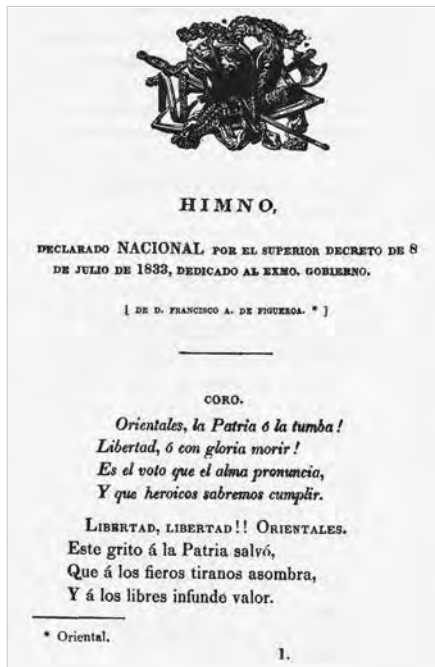 HIMNO,
DECLARADO NACIONAL POR EL SUPERIOR DECRETO DE 8
DE JULIO DE 1833, DEDICADO AL EXMO. GOBIERNO.
[ DE D. FRANCISCO A. DE FIGUEROA. * ]
CORO.
Orientales, la Patria ó la tumba!
Libertad, ó con gloria morir!
Es el voto que el alma pronuncia,
Y que heroicos sabremos cumplir.
LIBERTAD, LIBERTAD!! ORIENTALES.
Este grito á la Patria salvó,
Que á los fieros tiranos asombra,
Y á los libres infunde valor.
* Oriental.
1.